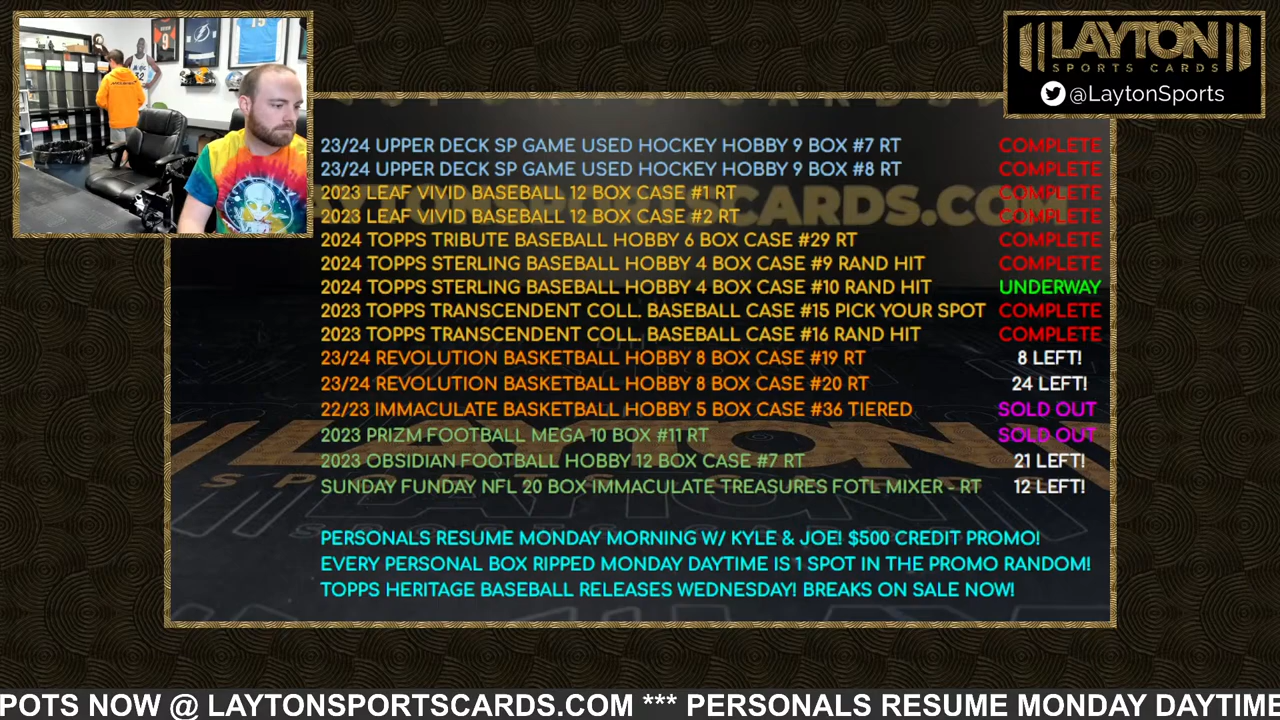 LAYTON
SPORTS CARDS
@LaytonSports
23/24 UPPER DECK SP GAME USED HOCKEY HOBBY 9 BOX #7 RT COMPLETE
23/24 UPPER DECK SP GAME USED HOCKEY HOBBY 9 BOX #8 RT COMPLETE
2023 LEAF VIVID BASEBALL 12 BOX CASE #1 RT COMPLETE
2023 LEAF VIVID BASEBALL 12 BOX CASE #2 RT COMPLETE
2024 TOPPS TRIBUTE BASEBALL HOBBY 6 BOX CASE #29 RT COMPLETE
2024 TOPPS STERLING BASEBALL HOBBY 4 BOX CASE #9 RAND HIT COMPLETE
2024 TOPPS STERLING BASEBALL HOBBY 4 BOX CASE #10 RAND HIT UNDERWAY
2023 TOPPS TRANSCENDENT COLL. BASEBALL CASE #15 PICK YOUR SPOT COMPLETE
2023 TOPPS TRANSCENDENT COLL. BASEBALL CASE #16 RAND HIT COMPLETE
23/24 REVOLUTION BASKETBALL HOBBY 8 BOX CASE #19 RT 8 LEFT!
23/24 REVOLUTION BASKETBALL HOBBY 8 BOX CASE #20 RT 24 LEFT!
22/23 IMMACULATE BASKETBALL HOBBY 5 BOX CASE #36 TIERED SOLD OUT
2023 PRIZM FOOTBALL MEGA 10 BOX #11 RT SOLD OUT
2023 OBSIDIAN FOOTBALL HOBBY 12 BOX CASE #7 RT 21 LEFT!
SUNDAY FUNDAY NFL 20 BOX IMMACULATE TREASURES FOTL MIXER - RT 12 LEFT!
PERSONALS RESUME MONDAY MORNING W/ KYLE & JOE! $500 CREDIT PROMO!
EVERY PERSONAL BOX RIPPED MONDAY DAYTIME IS 1 SPOT IN THE PROMO RANDOM!
TOPPS HERITAGE BASEBALL RELEASES WEDNESDAY! BREAKS ON SALE NOW!
POTS NOW @ LAYTONSPORTSCARDS.COM *** PERSONALS RESUME MONDAY DAYTIME